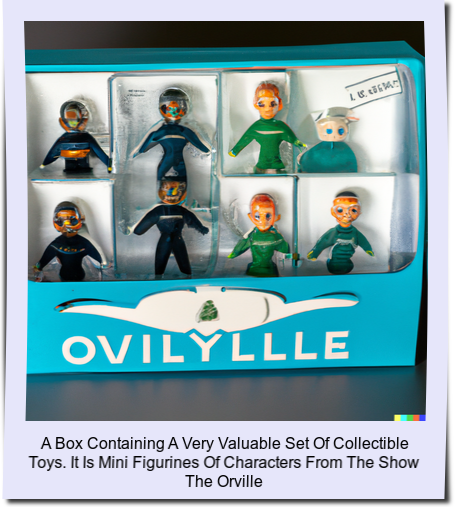 OVILYLLLE
A Box Containing A Very Valuable Set Of Collectible
Toys. It Is Mini Figurines Of Characters From The Show
The Orville